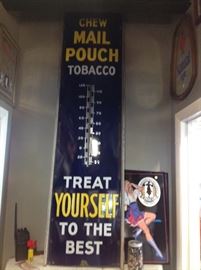 CHEW
MAIL
POUCH
TOBACCO
TREAT
YOURSELF
TO THE
BEST